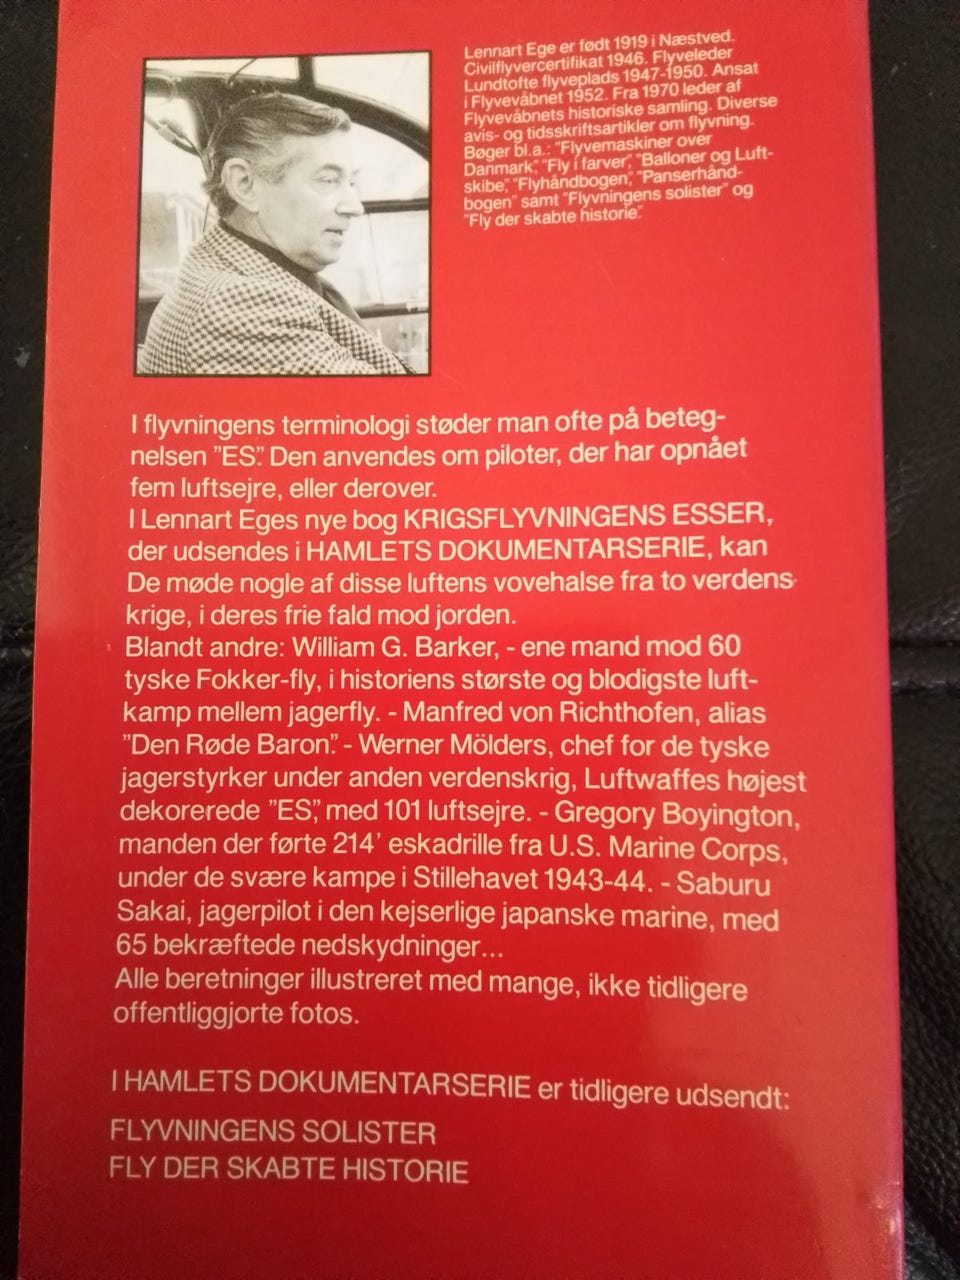 Lennart Ege er født 1919 i Næstved.
Civilflyvercertifikat 1946. Flyveleder
Lundtofte flyveplads 1947-1950. Ansat
i Flyvevåbnet 1952. Fra 1970 leder af
Flyvevåbnets historiske samling. Diverse
avis- og tidsskriftsartikler om flyvning.
Bøger bl.a.: "Flyvemaskiner over
Danmark", "Fly i farver", "Balloner og Luft-
skibe", "Flyhåndbogen", "Panserhånd-
bogen" samt "Flyvningens solister" og
"Fly der skabte historie".
I flyvningens terminologi støder man ofte på beteg-
nelsen "ES". Den anvendes om piloter, der har opnået
fem luftsejre, eller derover.
I Lennart Eges nye bog KRIGSFLYVNINGENS ESSER,
der udsendes i HAMLETS DOKUMENTARSERIE, kan
De møde nogle af disse luftens vovehalse fra to verdens-
krige, i deres frie fald mod jorden.
Blandt andre: William G. Barker, - ene mand mod 60
tyske Fokker-fly, i historiens største og blodigste luft-
kamp mellem jagerfly. - Manfred von Richthofen, alias
"Den Røde Baron". - Werner Mölders, chef for de tyske
jagerstyrker under anden verdenskrig, Luftwaffes højest
dekorerede "ES", med 101 luftsejre. - Gregory Boyington,
manden der førte 214' eskadrille fra U.S. Marine Corps,
under de svære kampe i Stillehavet 1943-44. - Saburu
Sakai, jagerpilot i den kejserlige japanske marine, med
65 bekræftede nedskydninger...
Alle beretninger illustreret med mange, ikke tidligere
offentliggjorte fotos.
I HAMLETS DOKUMENTARSERIE er tidligere udsendt:
FLYVNINGENS SOLISTER
FLY DER SKABTE HISTORIE